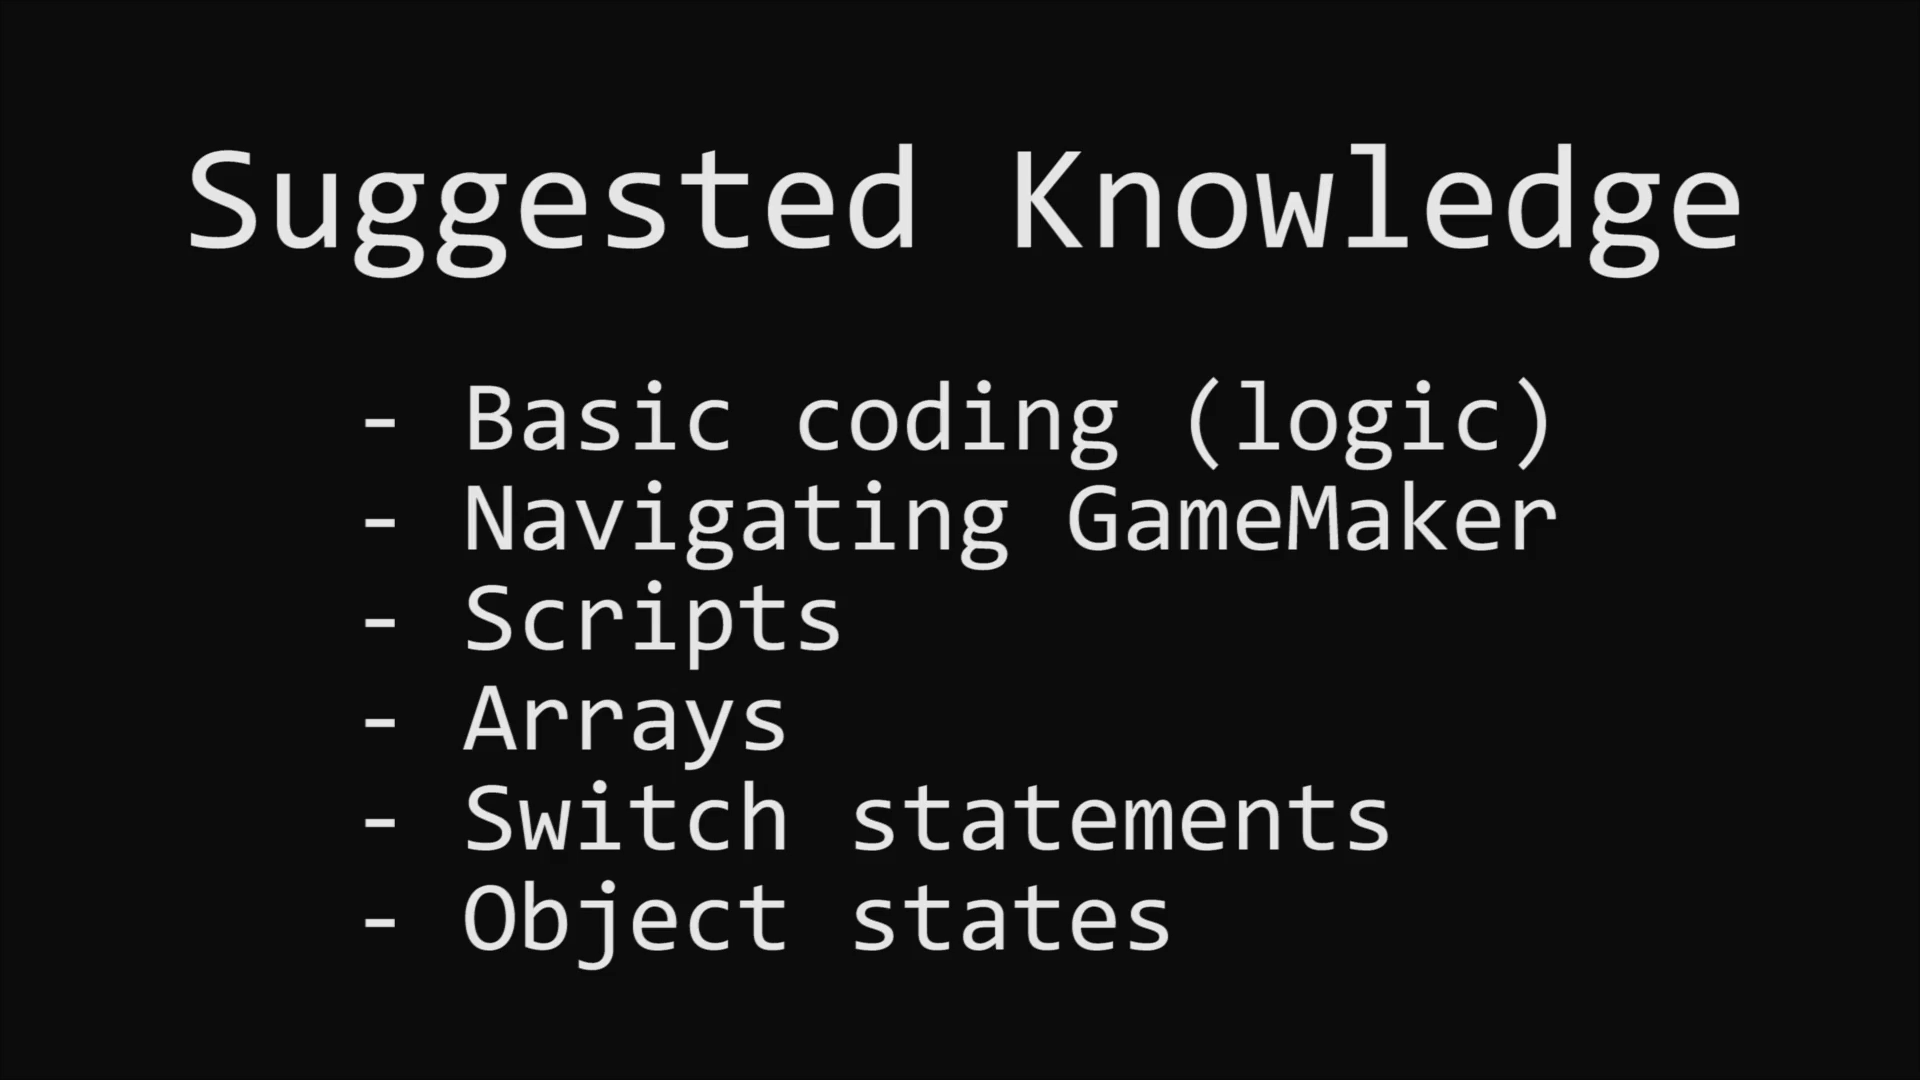 Suggested Knowledge
- Basic coding (logic)
- Navigating GameMaker
- Scripts
- Arrays
- Switch statements
- Object states